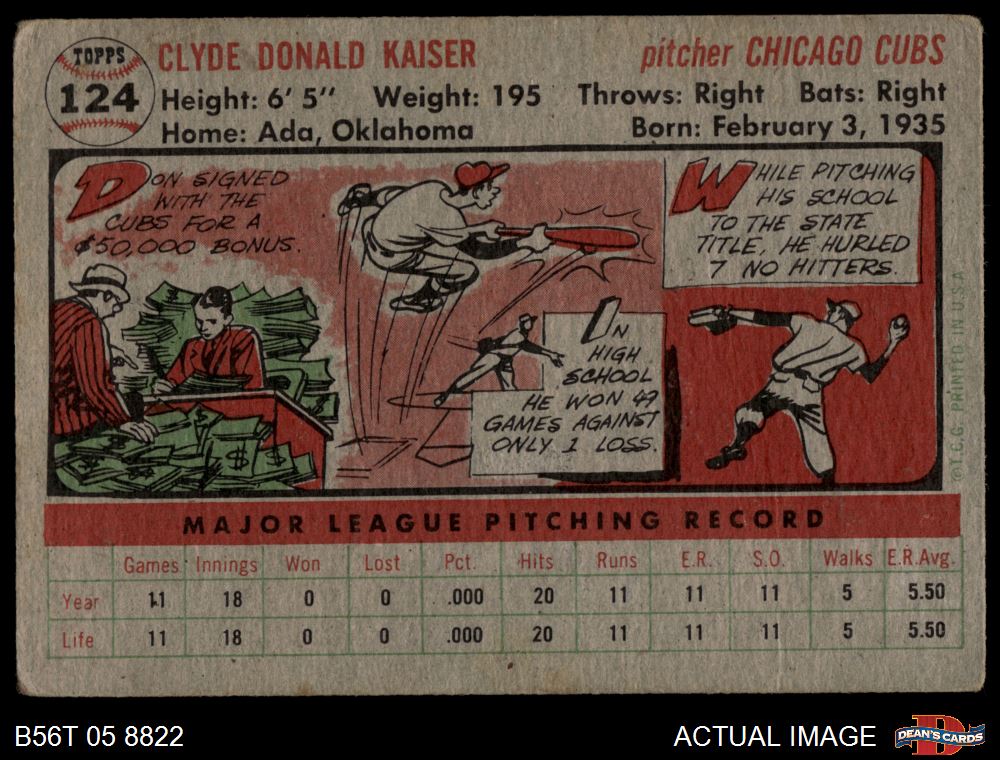 TOPPS
124
CLYDE DONALD KAISER
pitcher CHICAGO CUBS
Height: 6' 5" Weight: 195 Throws: Right Bats: Right
Home: Ada, Oklahoma Born: February 3, 1935
DON SIGNED
WITH THE
CUBS FOR A
$50,000 BONUS.
IN
HIGH
SCHOOL
HE WON 49
GAMES AGAINST
ONLY 1 LOSS.
WHILE PITCHING
HIS SCHOOL
TO THE STATE
TITLE, HE HURLED
7 NO HITTERS.
©T.C.G. PRINTED IN U.S.A.
MAJOR LEAGUE PITCHING RECORD
Games Innings Won Lost Pct. Hits Runs E.R. S.O. Walks E.R.Avg.
Year 11 18 0 0 .000 20 11 11 11 5 5.50
Life 11 18 0 0 .000 20 11 11 11 5 5.50
B56T 05 8822
ACTUAL IMAGE
DEAN'S CARDS